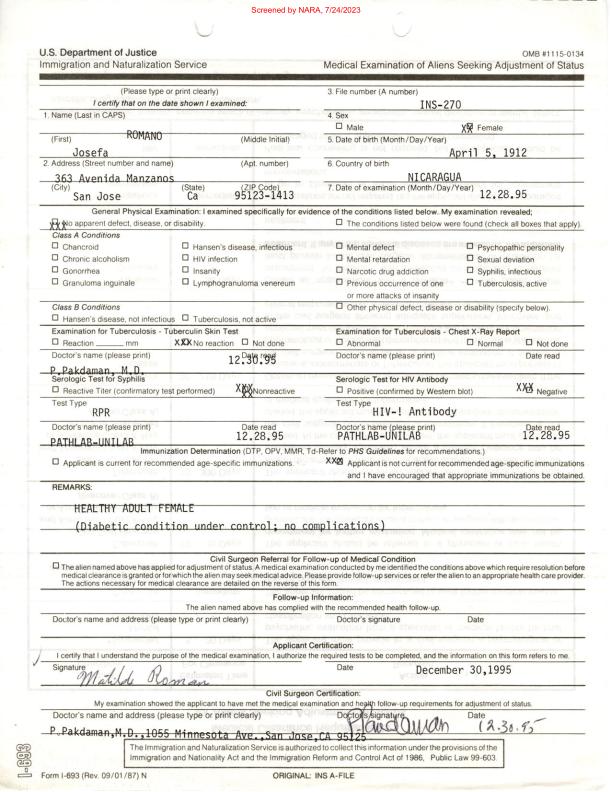 Screened by NARA, 7/24/2023
U.S. Department of Justice
OMB #1115-0134
Immigration and Naturalization Service
Medical Examination of Aliens Seeking Adjustment of Status
(Please type or print clearly)
I certify that on the date shown I examined:
3. File number (A number)
INS-270
1. Name (Last in CAPS)
ROMANO
4. Sex
☐ Male XX☐ Female
(First) (Middle Initial)
Josefa
5. Date of birth (Month/Day/Year)
April 5, 1912
2. Address (Street number and name) (Apt. number)
363 Avenida Manzanos
6. Country of birth
NICARAGUA
(City) (State) (ZIP Code)
San Jose Ca 95123-1413
7. Date of examination (Month/Day/Year)
12.28.95
General Physical Examination: I examined specifically for evidence of the conditions listed below. My examination revealed;
XXX No apparent defect, disease, or disability.
☐ The conditions listed below were found (check all boxes that apply).
Class A Conditions
☐ Chancroid ☐ Hansen's disease, infectious ☐ Mental defect ☐ Psychopathic personality
☐ Chronic alcoholism ☐ HIV infection ☐ Mental retardation ☐ Sexual deviation
☐ Gonorrhea ☐ Insanity ☐ Narcotic drug addiction ☐ Syphilis, infectious
☐ Granuloma inguinale ☐ Lymphogranuloma venereum ☐ Previous occurrence of one ☐ Tuberculosis, active
or more attacks of insanity
Class B Conditions
☐ Other physical defect, disease or disability (specify below).
☐ Hansen's disease, not infectious ☐ Tuberculosis, not active
Examination for Tuberculosis - Tuberculin Skin Test
Examination for Tuberculosis - Chest X-Ray Report
☐ Reaction ______ mm XXX No reaction ☐ Not done
☐ Abnormal ☐ Normal ☐ Not done
Doctor's name (please print) Date read
P.Pakdaman, M.D. 12.30.95
Doctor's name (please print) Date read
Serologic Test for Syphilis
Serologic Test for HIV Antibody
☐ Reactive Titer (confirmatory test performed) XXX Nonreactive
☐ Positive (confirmed by Western blot) XXX Negative
Test Type
RPR
Test Type
HIV-! Antibody
Doctor's name (please print) Date read
PATHLAB-UNILAB 12.28.95
Doctor's name (please print) Date read
PATHLAB-UNILAB 12.28.95
Immunization Determination (DTP, OPV, MMR, Td-Refer to PHS Guidelines for recommendations.)
☐ Applicant is current for recommended age-specific immunizations.
XXX Applicant is not current for recommended age-specific immunizations
and I have encouraged that appropriate immunizations be obtained.
REMARKS:
HEALTHY ADULT FEMALE
(Diabetic condition under control; no complications)
Civil Surgeon Referral for Follow-up of Medical Condition
☐ The alien named above has applied for adjustment of status. A medical examination conducted by me identified the conditions above which require resolution before
medical clearance is granted or for which the alien may seek medical advice. Please provide follow-up services or refer the alien to an appropriate health care provider.
The actions necessary for medical clearance are detailed on the reverse of this form.
Follow-up Information:
The alien named above has complied with the recommended health follow-up.
Doctor's name and address (please type or print clearly) Doctor's signature Date
Applicant Certification:
I certify that I understand the purpose of the medical examination, I authorize the required tests to be completed, and the information on this form refers to me.
Signature Date
Matilde Roman December 30,1995
Civil Surgeon Certification:
My examination showed the applicant to have met the medical examination and health follow-up requirements for adjustment of status.
Doctor's name and address (please type or print clearly) Doctor's signature Date
P.Pakdaman,M.D.,1055 Minnesota Ave.,San Jose,CA 95125 12.30.95
The Immigration and Naturalization Service is authorized to collect this information under the provisions of the
Immigration and Nationality Act and the Immigration Reform and Control Act of 1986, Public Law 99-603.
I-693
Form I-693 (Rev. 09/01/87) N
ORIGINAL: INS A-FILE